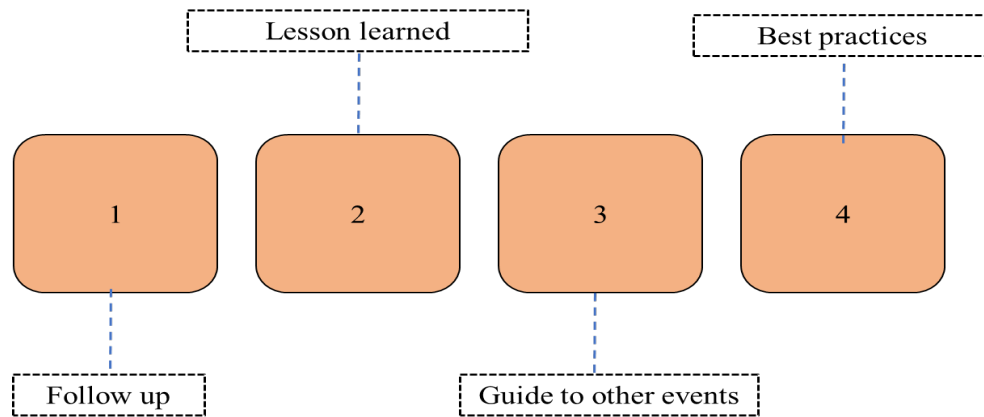 Lesson learned
Best practices
1
2
3
4
Follow up
Guide to other events